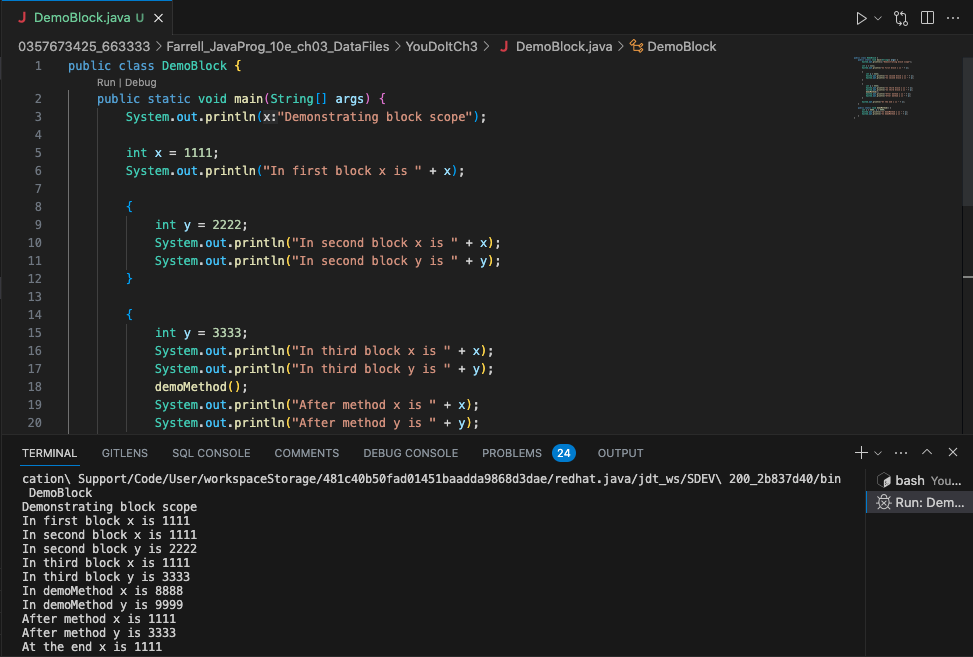 J DemoBlock.java U ×
0357673425_663333 > Farrell_JavaProg_10e_ch03_DataFiles > YouDoItCh3 > J DemoBlock.java > DemoBlock
1 public class DemoBlock {
Run | Debug
2 public static void main(String[] args) {
3 System.out.println(x:"Demonstrating block scope");
4
5 int x = 1111;
6 System.out.println("In first block x is " + x);
7
8 {
9 int y = 2222;
10 System.out.println("In second block x is " + x);
11 System.out.println("In second block y is " + y);
12 }
13
14 {
15 int y = 3333;
16 System.out.println("In third block x is " + x);
17 System.out.println("In third block y is " + y);
18 demoMethod();
19 System.out.println("After method x is " + x);
20 System.out.println("After method y is " + y);
TERMINAL GITLENS SQL CONSOLE COMMENTS DEBUG CONSOLE PROBLEMS 24 OUTPUT
cation\ Support/Code/User/workspaceStorage/481c40b50fad01451baadda9868d3dae/redhat.java/jdt_ws/SDEV\ 200_2b837d40/bin
DemoBlock
Demonstrating block scope
In first block x is 1111
In second block x is 1111
In second block y is 2222
In third block x is 1111
In third block y is 3333
In demoMethod x is 8888
In demoMethod y is 9999
After method x is 1111
After method y is 3333
At the end x is 1111
bash You...
Run: Dem...